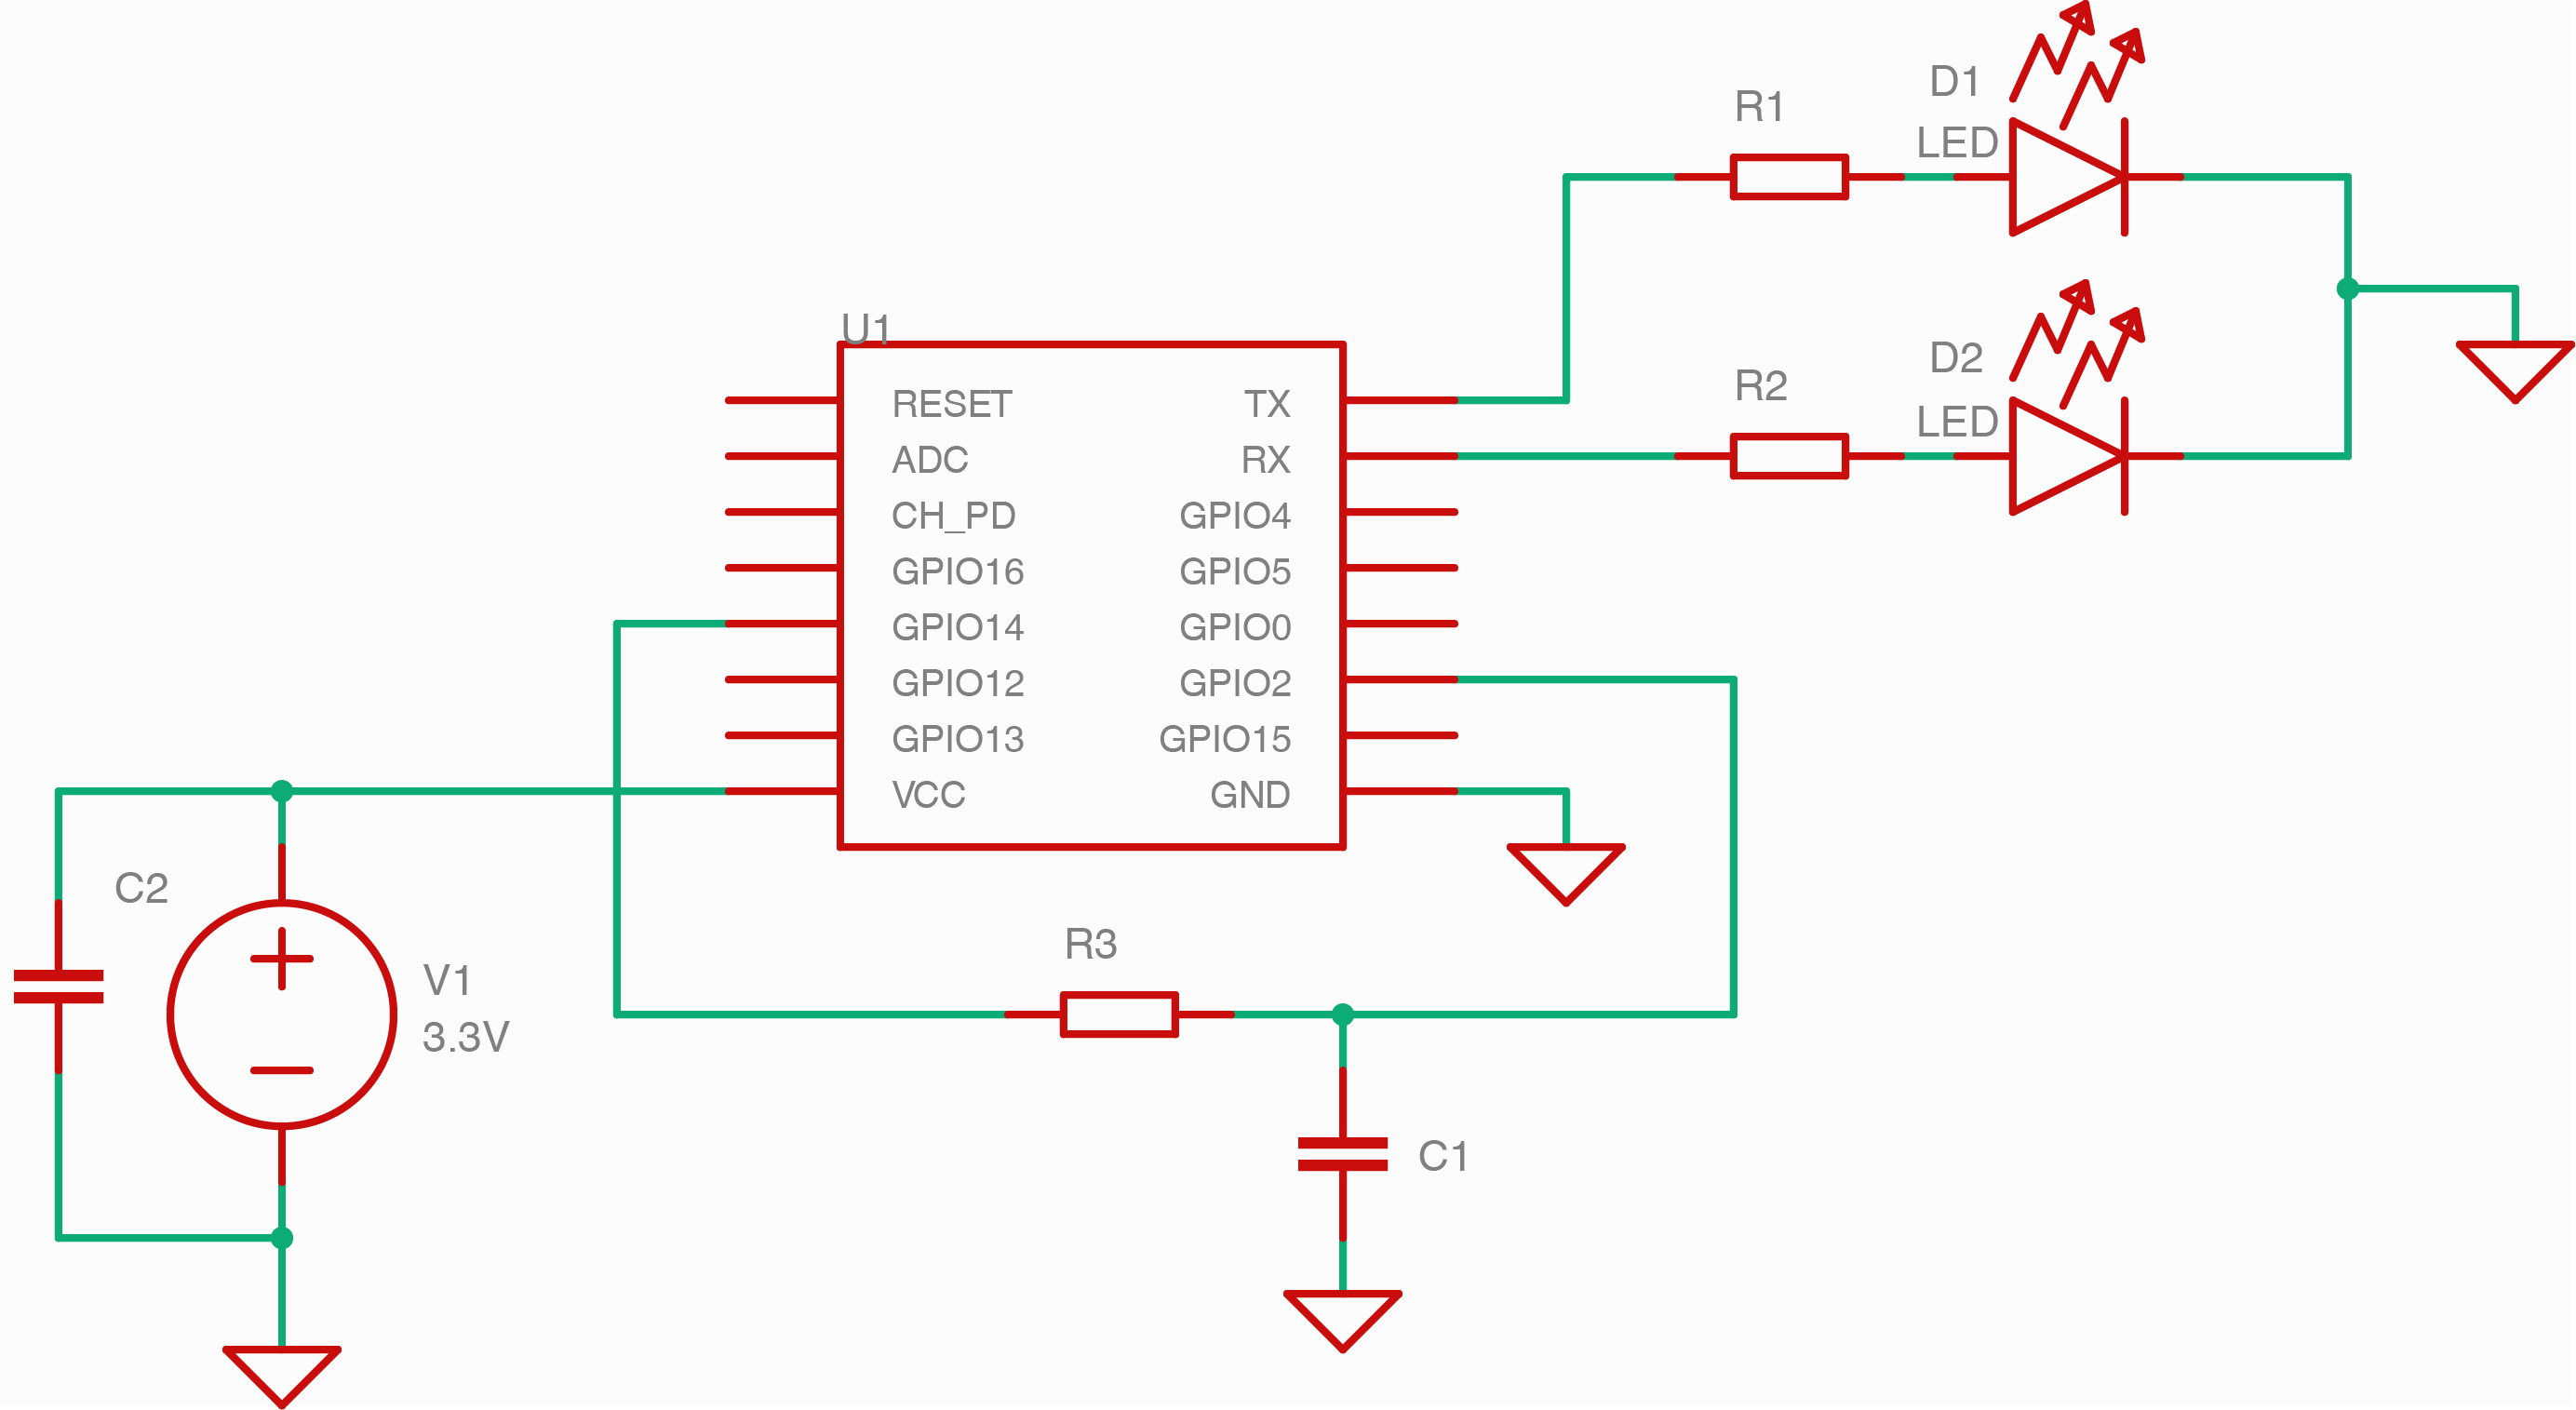 D1
LED
R1
D2
LED
R2
U1
RESET
ADC
CH_PD
GPIO16
GPIO14
GPIO12
GPIO13
VCC
TX
RX
GPIO4
GPIO5
GPIO0
GPIO2
GPIO15
GND
C2
V1
3.3V
R3
C1